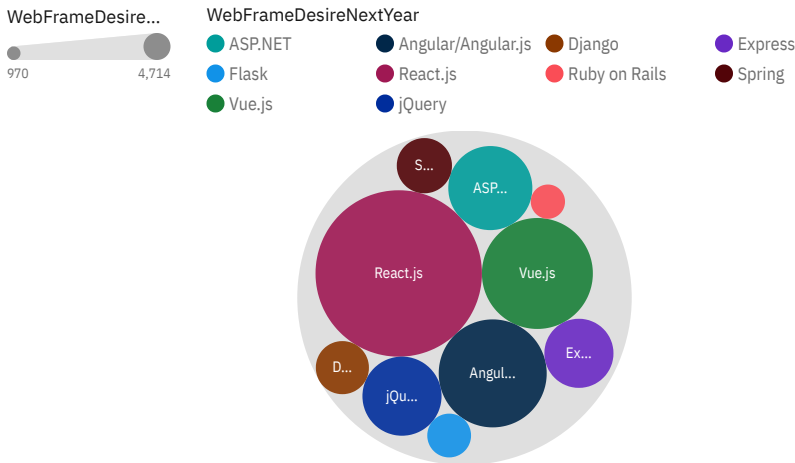 WebFrameDesire...
970 4,714
WebFrameDesireNextYear
ASP.NET Angular/Angular.js Django Express
Flask React.js Ruby on Rails Spring
Vue.js jQuery
S...
ASP...
React.js Vue.js
D... Ex...
jQu... Angul...